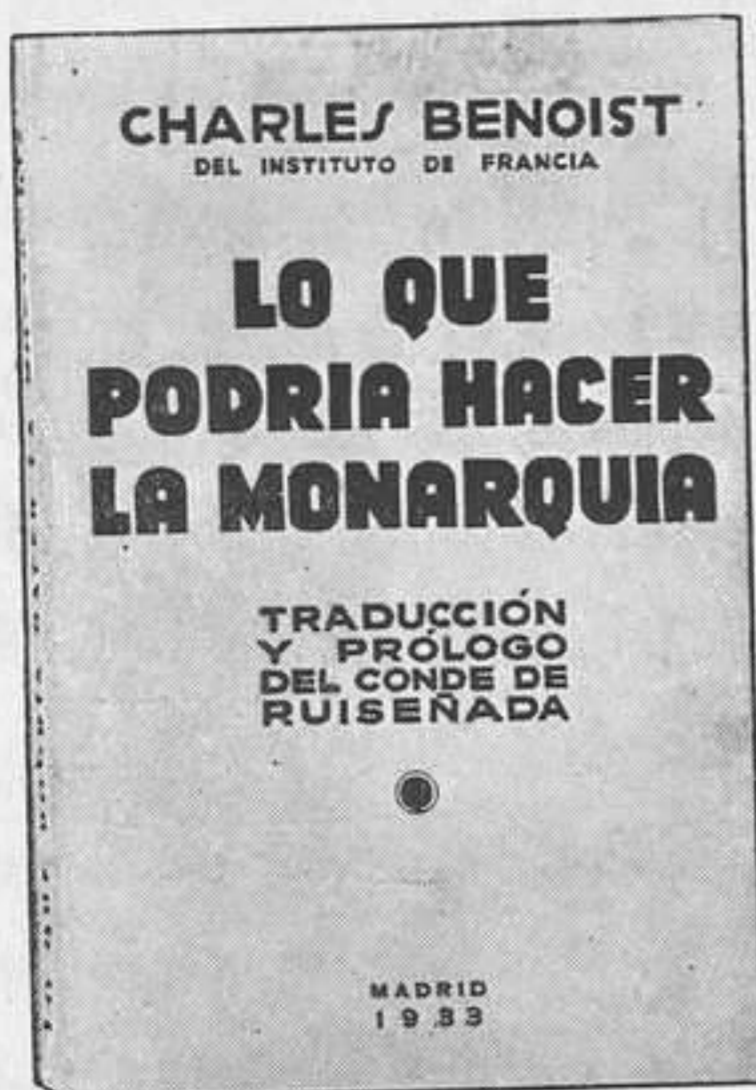 CHARLES BENOIST
DEL INSTITUTO DE FRANCIA
LO QUE
PODRIA HACER
LA MONARQUIA
TRADUCCIÓN
Y PRÓLOGO
DEL CONDE DE
RUISEÑADA
MADRID
1933